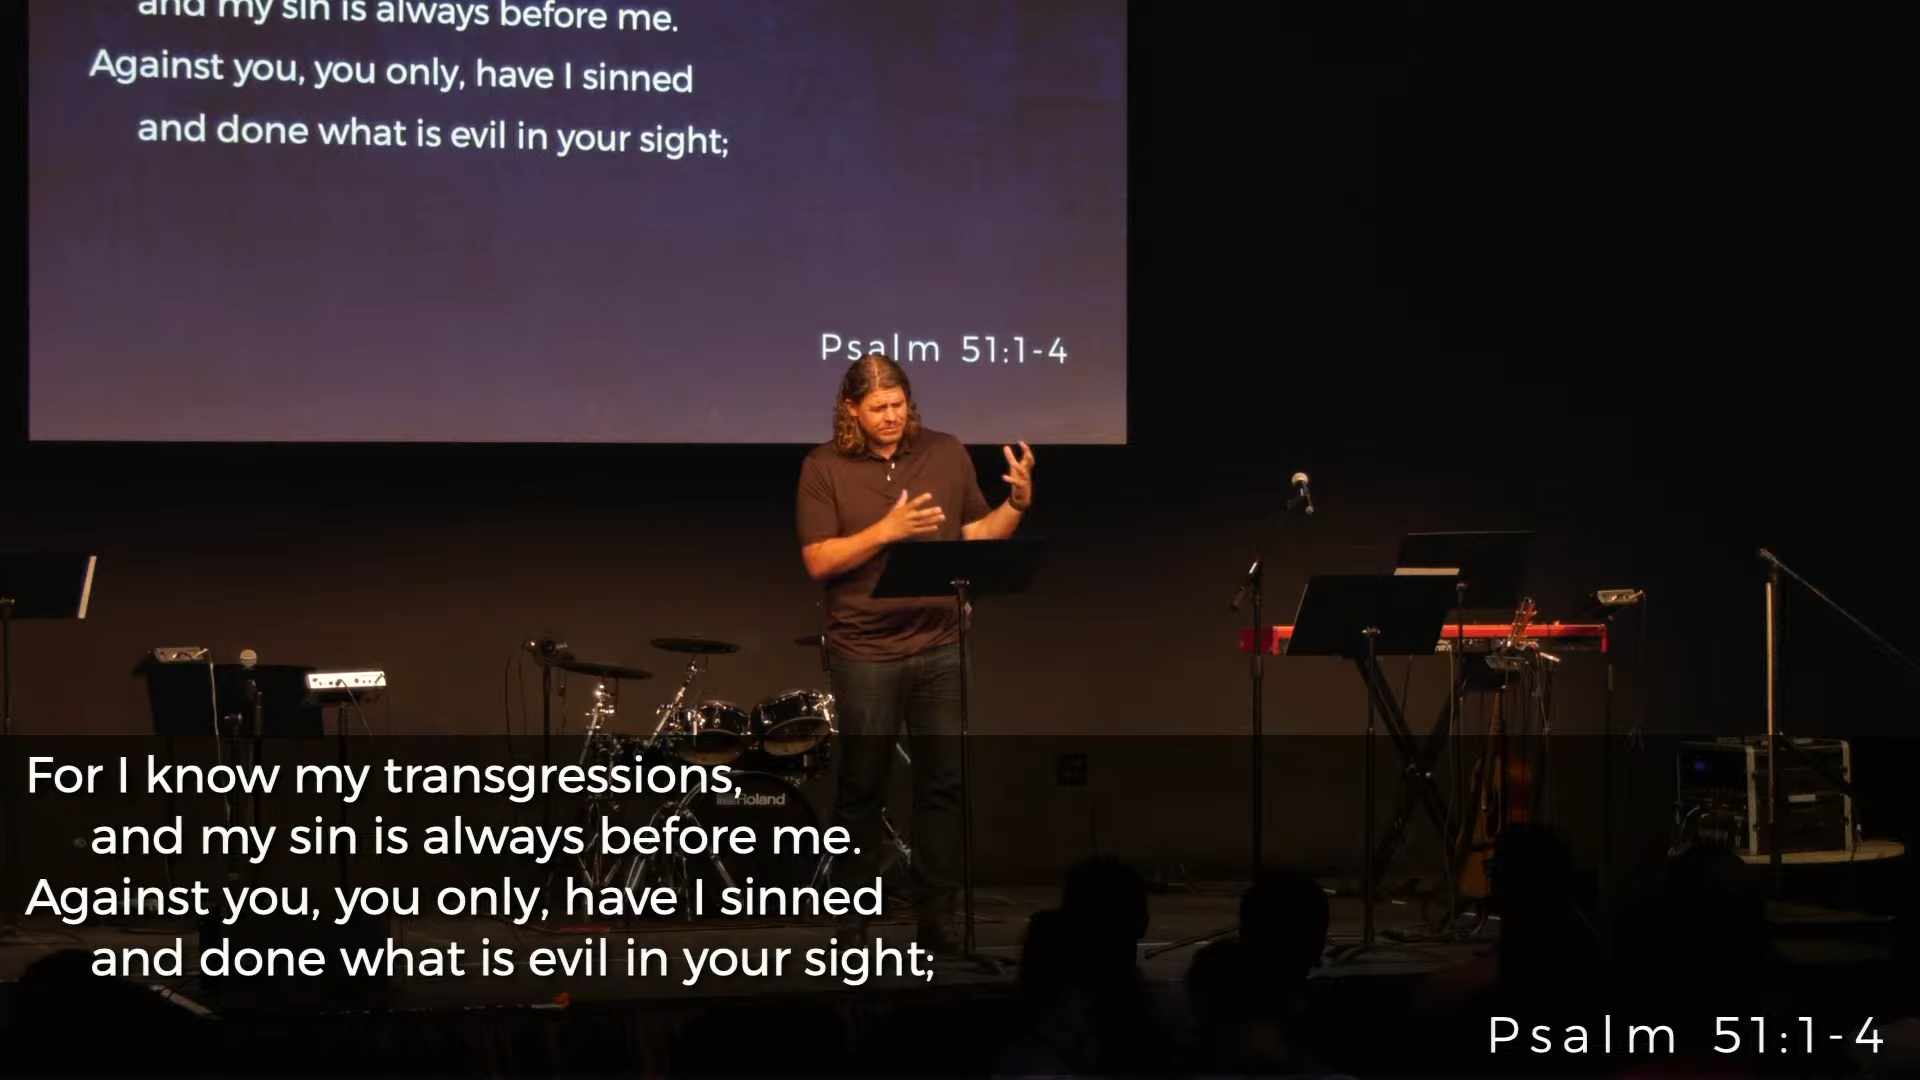 and my sin is always before me.
Against you, you only, have I sinned
and done what is evil in your sight;
Psalm 51:1-4
Roland
For I know my transgressions,
and my sin is always before me.
Against you, you only, have I sinned
and done what is evil in your sight;
Psalm 51:1-4